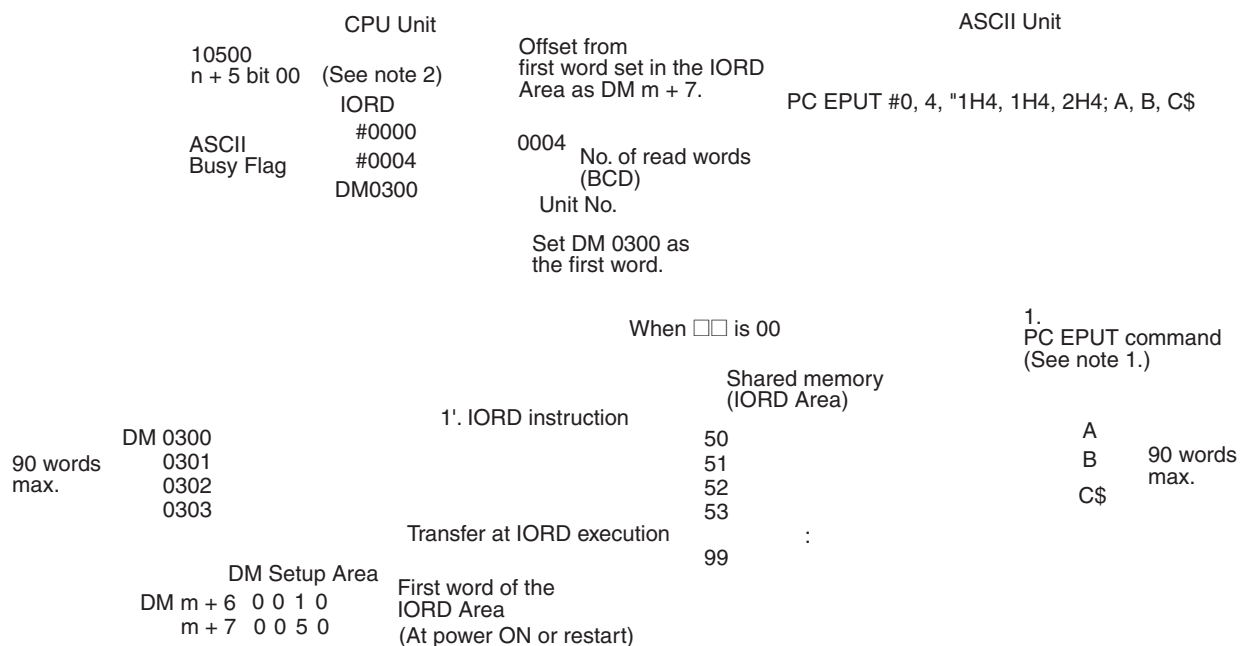 CPU Unit
ASCII Unit
10500
n + 5 bit 00 (See note 2)
Offset from
first word set in the IORD
Area as DM m + 7.
IORD
#0000
#0004
DM0300
ASCII
Busy Flag
PC EPUT #0, 4, "1H4, 1H4, 2H4; A, B, C$
0004
No. of read words
(BCD)
Unit No.
Set DM 0300 as
the first word.
When □□ is 00
1.
PC EPUT command
(See note 1.)
Shared memory
(IORD Area)
1'. IORD instruction
90 words
max.
DM 0300
0301
0302
0303
50
51
52
53
:
99
A
B
C$
90 words
max.
Transfer at IORD execution
DM Setup Area
DM m + 6 0 0 1 0
m + 7 0 0 5 0
First word of the
IORD Area
(At power ON or restart)